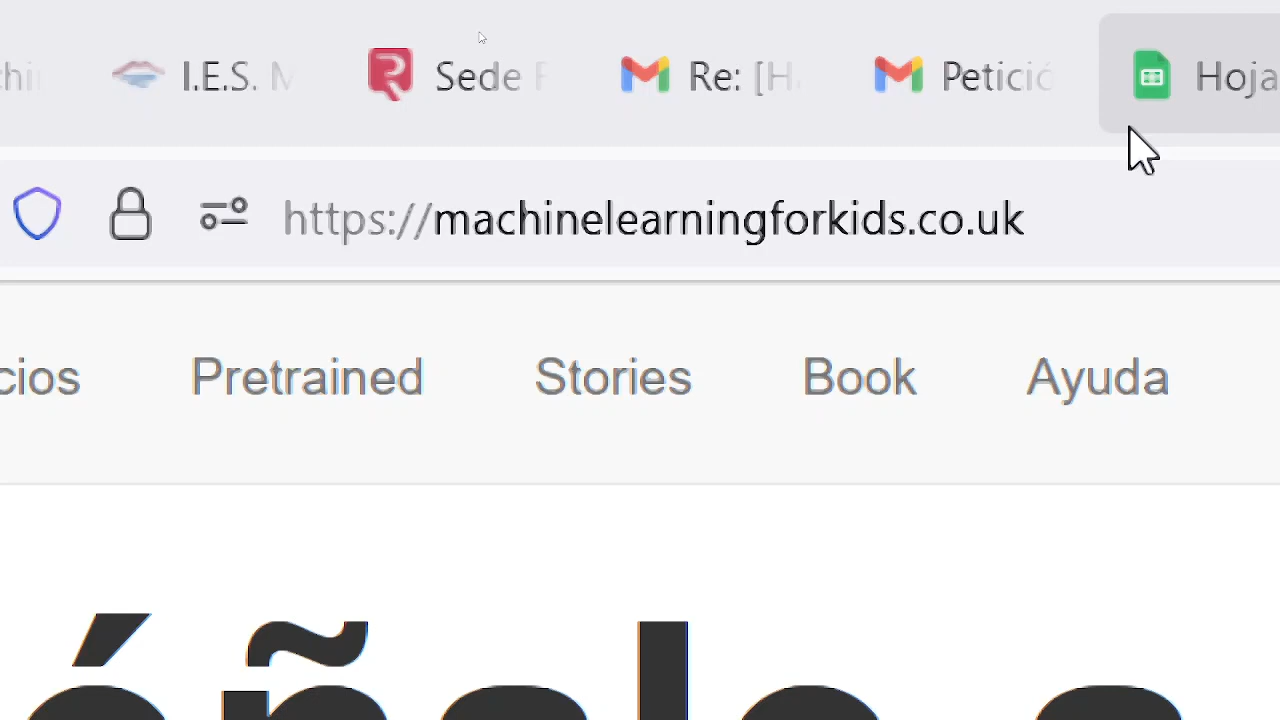 I.E.S. M Sede Re: [H Petició Hoja
https://machinelearningforkids.co.uk
cios Pretrained Stories Book Ayuda